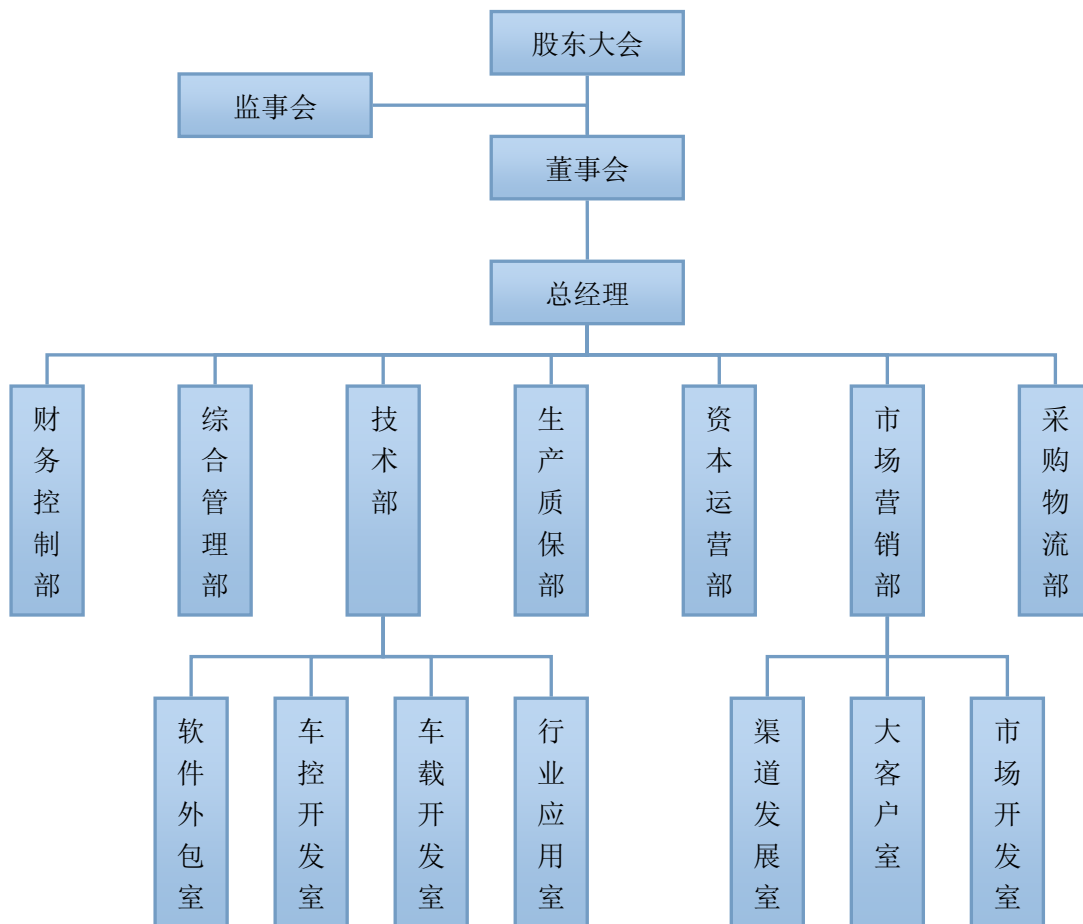 股东大会
监事会
董事会
总经理
财务控制部
综合管理部
技术部
生产质保部
资本运营部
市场营销部
采购物流部
软件外包室
车控开发室
车载开发室
行业应用室
渠道发展室
大客户室
市场开发室